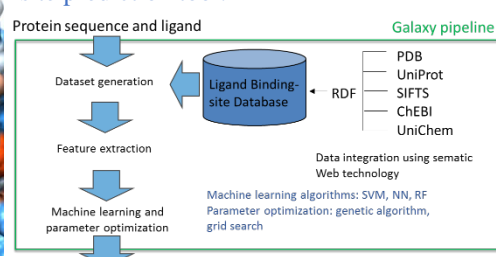 Protein sequence and ligand
Galaxy pipeline
Dataset generation
Ligand Binding-
site Database
RDF
PDB
UniProt
SIFTS
ChEBI
UniChem
Feature extraction
Data integration using sematic
Web technology
Machine learning algorithms: SVM, NN, RF
Parameter optimization: genetic algorithm,
grid search
Machine learning and
parameter optimization